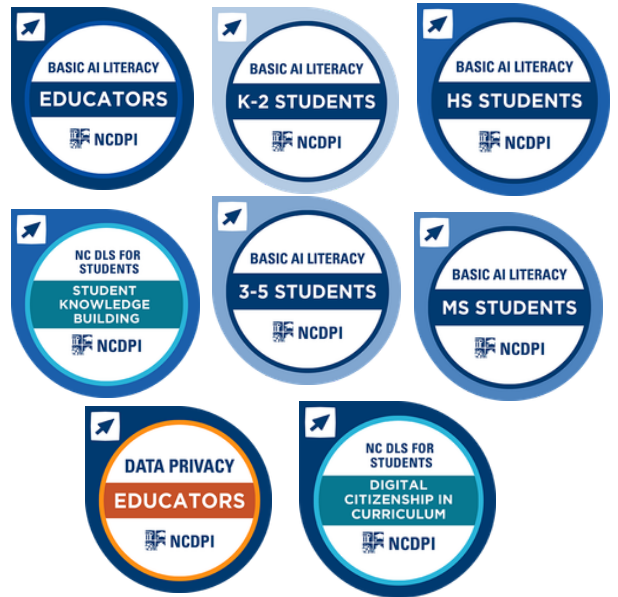 BASIC AI LITERACY
EDUCATORS
NCDPI
BASIC AI LITERACY
K-2 STUDENTS
NCDPI
BASIC AI LITERACY
HS STUDENTS
NCDPI
NC DLS FOR
STUDENTS
STUDENT
KNOWLEDGE
BUILDING
NCDPI
BASIC AI LITERACY
3-5 STUDENTS
NCDPI
BASIC AI LITERACY
MS STUDENTS
NCDPI
DATA PRIVACY
EDUCATORS
NCDPI
NC DLS FOR
STUDENTS
DIGITAL
CITIZENSHIP IN
CURRICULUM
NCDPI